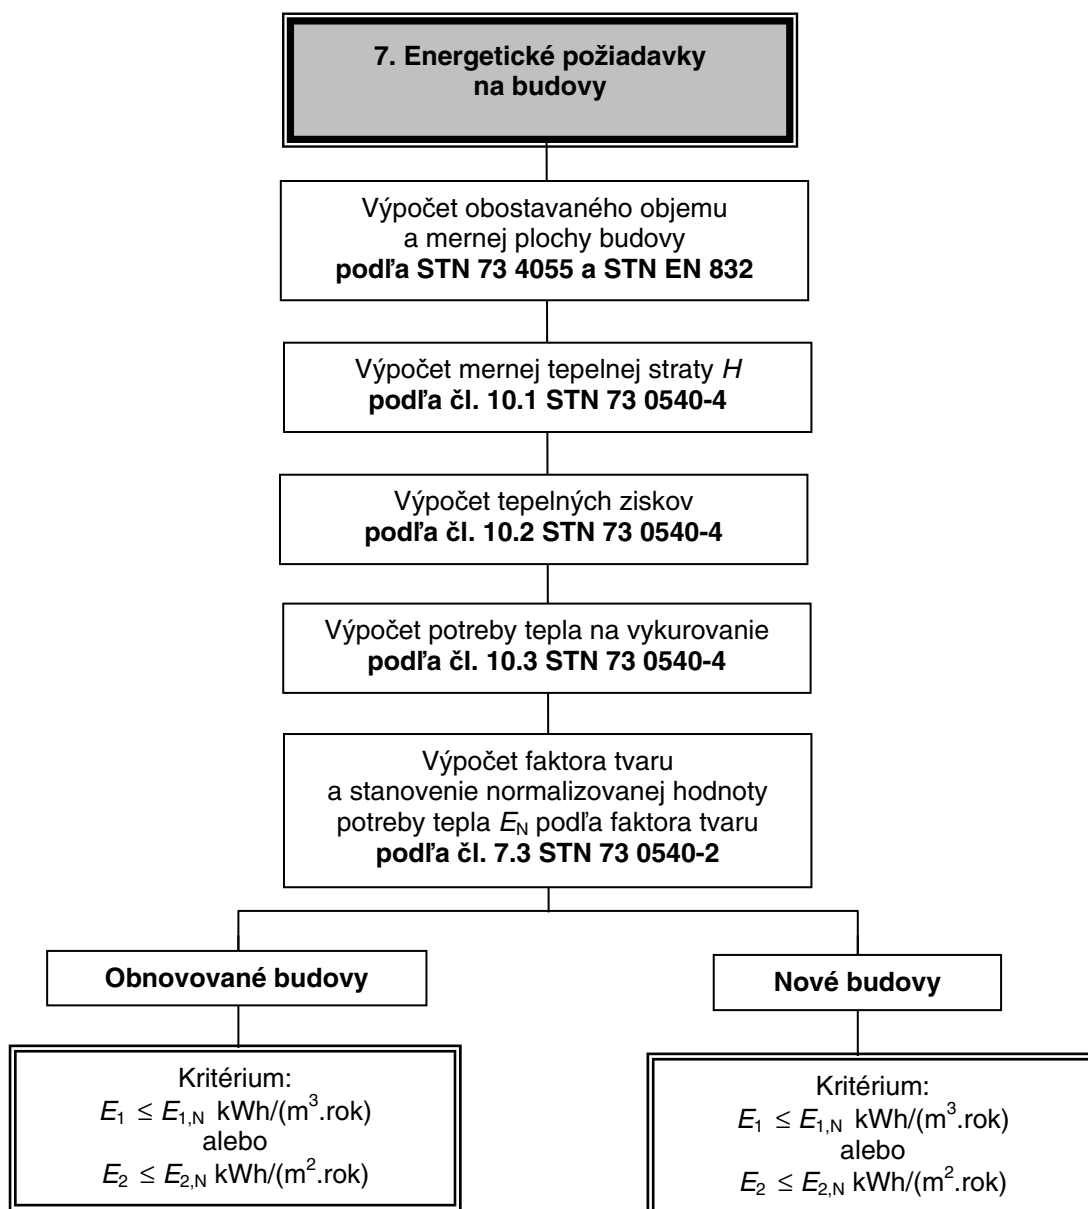 7. Energetické požiadavky
na budovy
Výpočet obostavaného objemu
a mernej plochy budovy
podľa STN 73 4055 a STN EN 832
Výpočet mernej tepelnej straty H
podľa čl. 10.1 STN 73 0540-4
Výpočet tepelných ziskov
podľa čl. 10.2 STN 73 0540-4
Výpočet potreby tepla na vykurovanie
podľa čl. 10.3 STN 73 0540-4
Výpočet faktora tvaru
a stanovenie normalizovanej hodnoty
potreby tepla E_N podľa faktora tvaru
podľa čl. 7.3 STN 73 0540-2
Obnovované budovy
Kritérium:
E₁ ≤ E₁,N kWh/(m³.rok)
alebo
E₂ ≤ E₂,N kWh/(m².rok)
Nové budovy
Kritérium:
E₁ ≤ E₁,N kWh/(m³.rok)
alebo
E₂ ≤ E₂,N kWh/(m².rok)